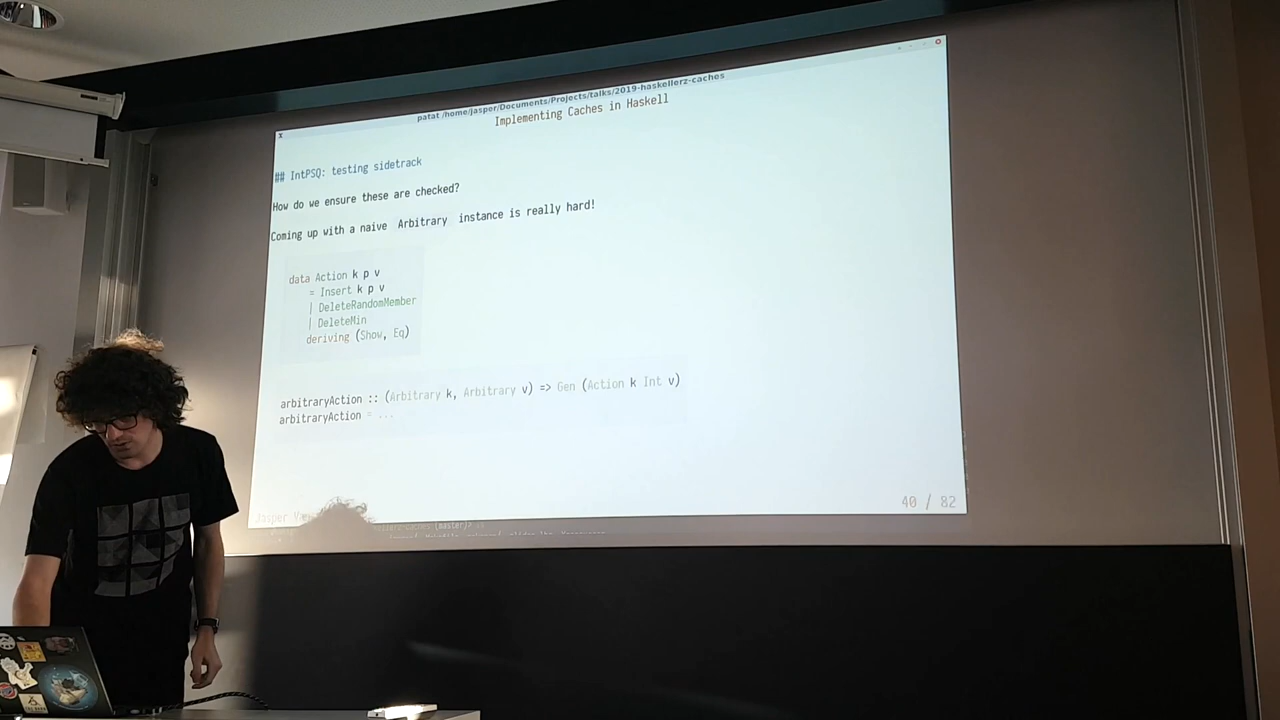 patat /home/jasper/Documents/Projects/talks/2019-haskellerz-caches
Implementing Caches in Haskell
## IntPSQ: testing sidetrack
How do we ensure these are checked?
Coming up with a naive Arbitrary instance is really hard!
data Action k p v
= Insert k p v
| DeleteRandomMember
| DeleteMin
deriving (Show, Eq)
arbitraryAction :: (Arbitrary k, Arbitrary v) => Gen (Action k Int v)
arbitraryAction = ...
Jasper
40 / 82